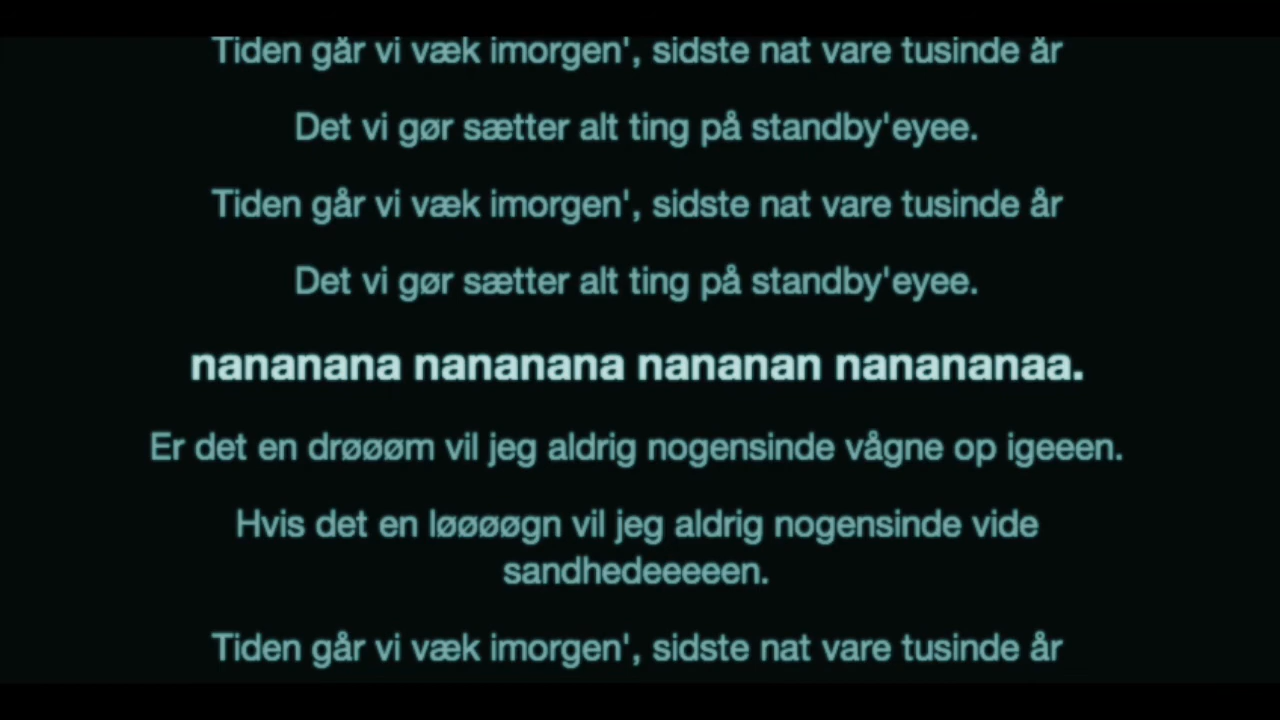 Tiden går vi væk imorgen', sidste nat vare tusinde år
Det vi gør sætter alt ting på standby'eyee.
Tiden går vi væk imorgen', sidste nat vare tusinde år
Det vi gør sætter alt ting på standby'eyee.
nananana nananana nananan nanananaa.
Er det en drøøøm vil jeg aldrig nogensinde vågne op igeeen.
Hvis det en løøøøgn vil jeg aldrig nogensinde vide
sandhedeeeeen.
Tiden går vi væk imorgen', sidste nat vare tusinde år